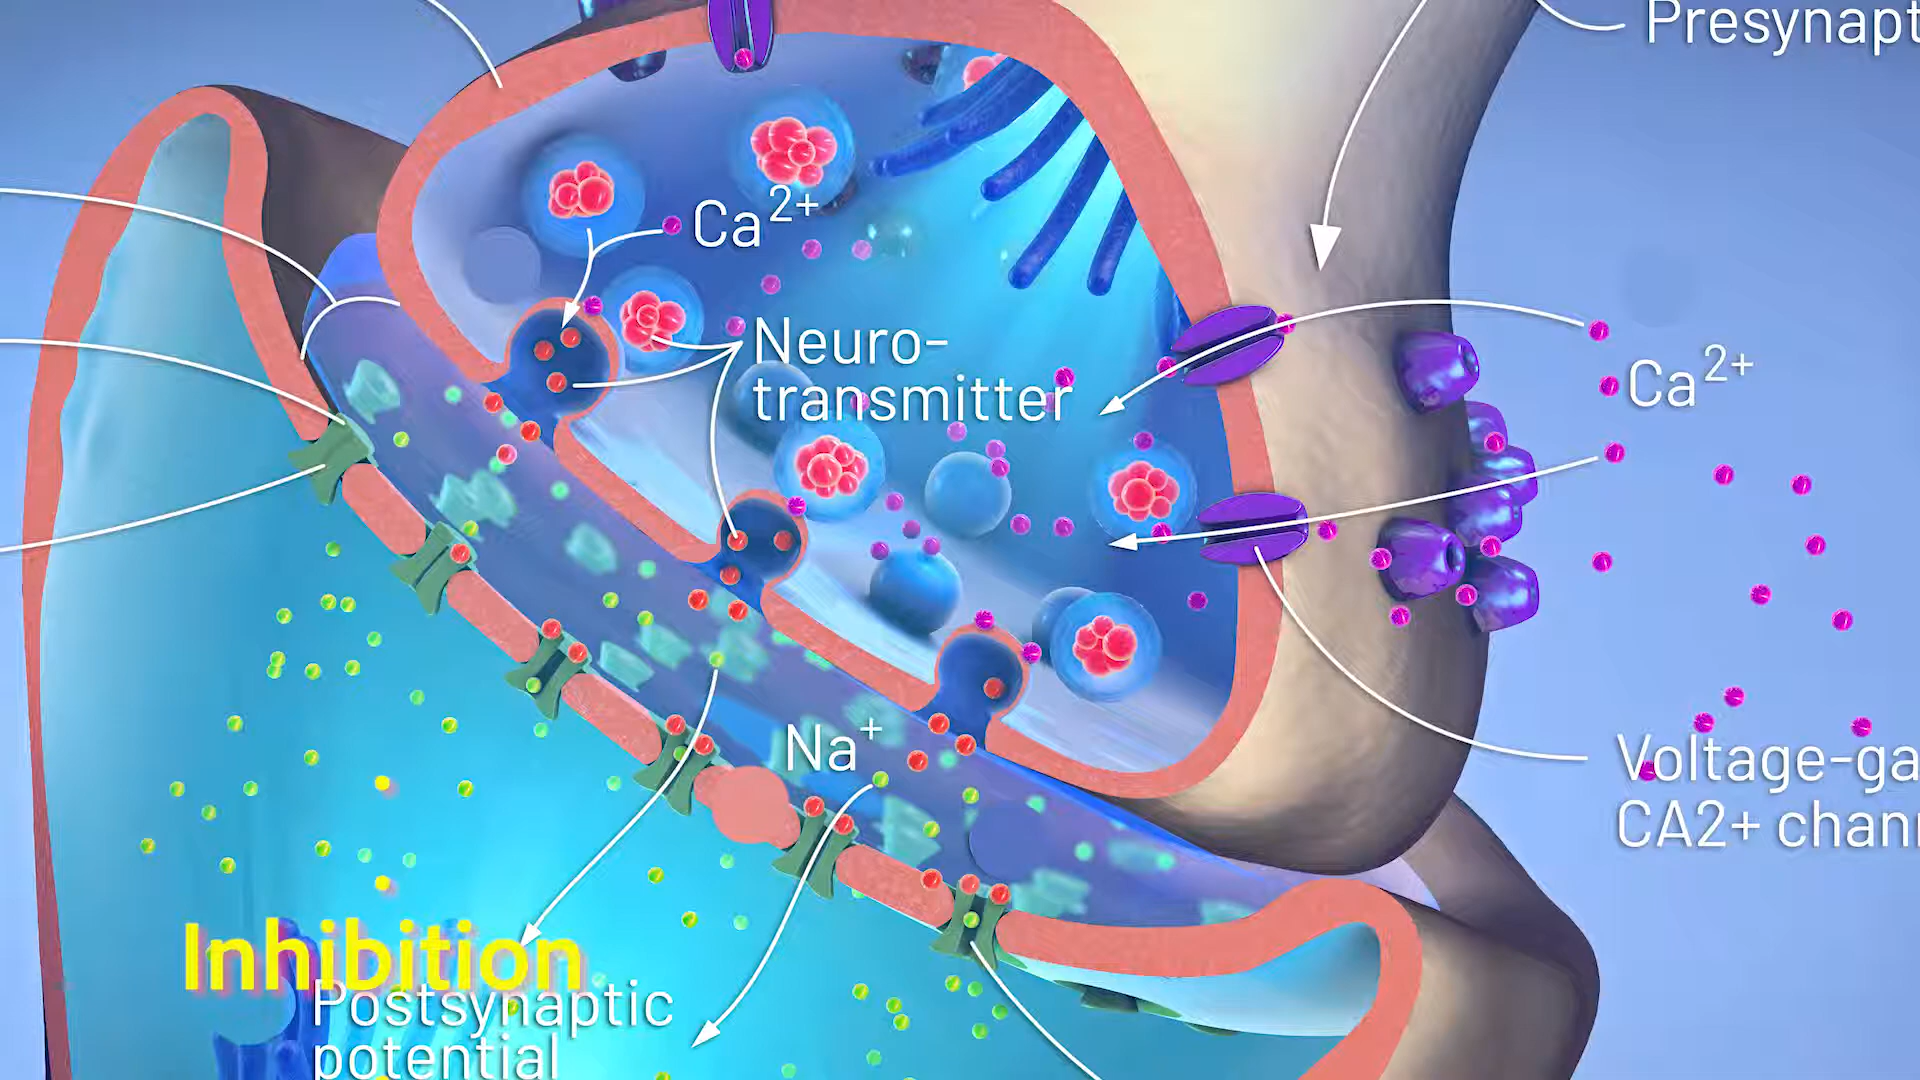 Presynapt
Ca2+
Neuro-
transmitter
Ca2+
Na+
Voltage-ga
CA2+ chan
Inhibition
Postsynaptic
potential